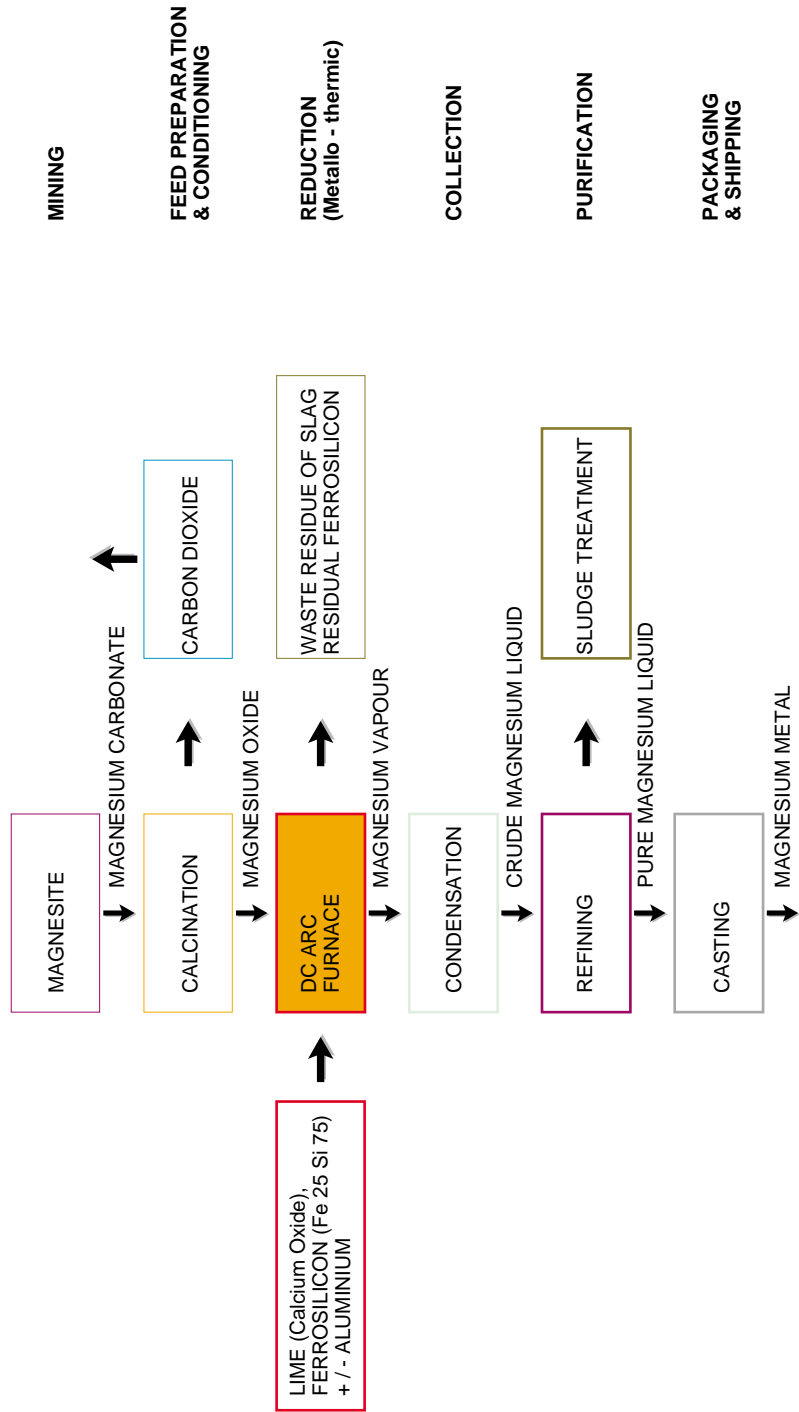 MINING
FEED PREPARATION
& CONDITIONING
REDUCTION
(Metallo - thermic)
COLLECTION
PURIFICATION
PACKAGING
& SHIPPING
CARBON DIOXIDE
WASTE RESIDUE OF SLAG
RESIDUAL FERROSILICON
SLUDGE TREATMENT
MAGNESITE
MAGNESIUM CARBONATE
CALCINATION
MAGNESIUM OXIDE
DC ARC
FURNACE
MAGNESIUM VAPOUR
CONDENSATION
CRUDE MAGNESIUM LIQUID
REFINING
PURE MAGNESIUM LIQUID
CASTING
MAGNESIUM METAL
LIME (Calcium Oxide),
FERROSILICON (Fe 25 Si 75)
+ / - ALUMINIUM